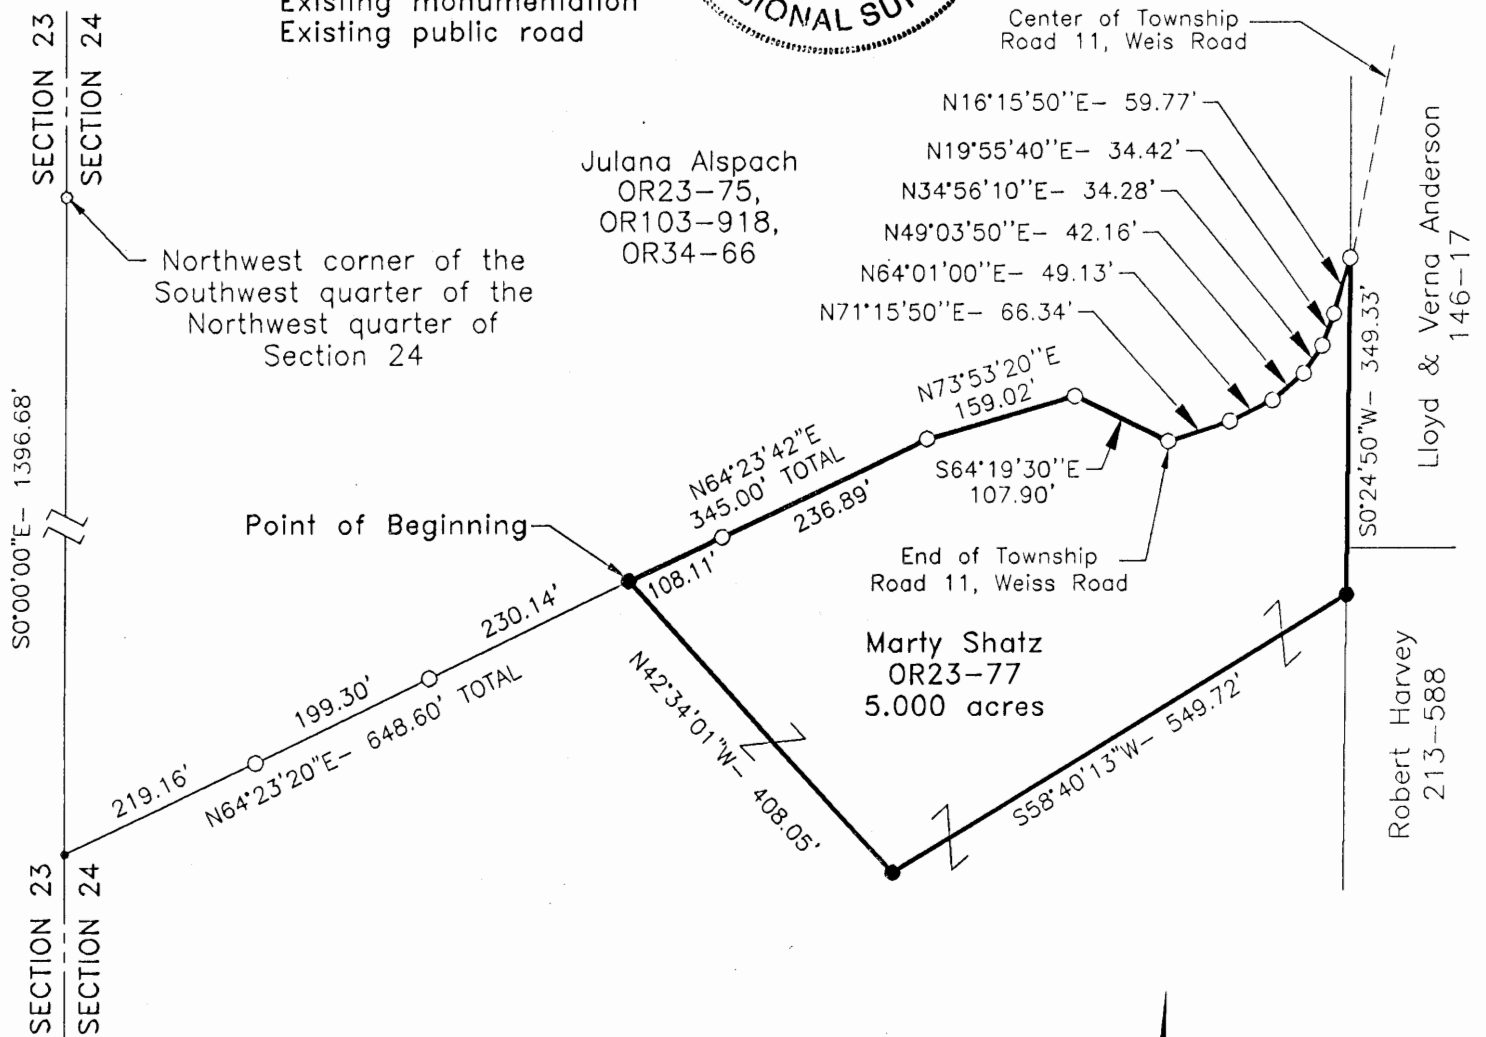 Existing monumentation
Existing public road
SIONAL SUR
SECTION 23
SECTION 24
Center of Township
Road 11, Weis Road
N16°15'50''E- 59.77'
N19°55'40''E- 34.42'
N34°56'10''E- 34.28'
N49°03'50''E- 42.16'
N64°01'00''E- 49.13'
N71°15'50''E- 66.34'
Julana Alspach
OR23-75,
OR103-918,
OR34-66
Lloyd & Verna Anderson
146-17
Northwest corner of the
Southwest quarter of the
Northwest quarter of
Section 24
S0°00'00"E- 1396.68'
N73°53'20''E
159.02'
N64°23'42"E
345.00' TOTAL
236.89'
S64°19'30''E
107.90'
S0°24'50"W- 349.33'
Point of Beginning
108.11'
End of Township
Road 11, Weiss Road
230.14'
199.30'
219.16'
N64°23'20"E- 648.60' TOTAL
Marty Shatz
OR23-77
5.000 acres
N42°34'01"W- 408.05'
S58°40'13"W- 549.72'
Robert Harvey
213-588
SECTION 23
SECTION 24